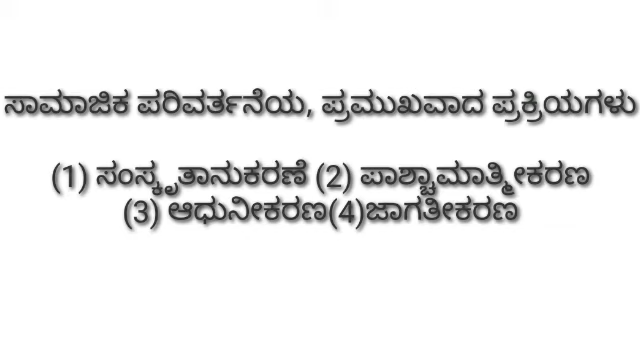 ಸಾಮಾಜಿಕ ಪರಿವರ್ತನೆಯ, ಪ್ರಮುಖವಾದ ಪ್ರಕ್ರಿಯಗಳು
(1) ಸಂಸ್ಕೃತಾನುಕರಣೆ (2) ಪಾಶ್ಚಾಮಾತ್ಮೀಕರಣ
(3) ಆಧುನೀಕರಣ(4)ಜಾಗತೀಕರಣ